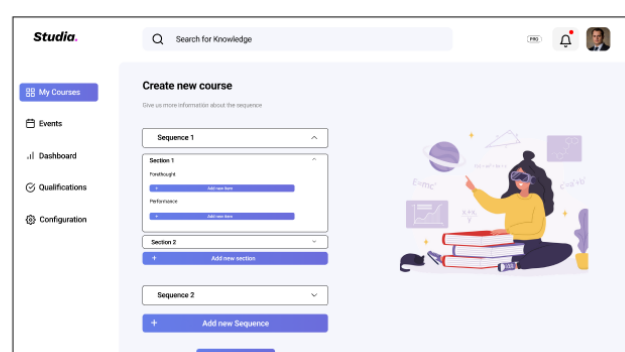 Studia.
Search for Knowledge
PRO
My Courses
Events
Dashboard
Qualifications
Configuration
Create new course
Give us more information about the sequence
Sequence 1
Section 1
Forethought
+ Add new item
Performance
+ Add new item
Section 2
+ Add new section
Sequence 2
+ Add new Sequence